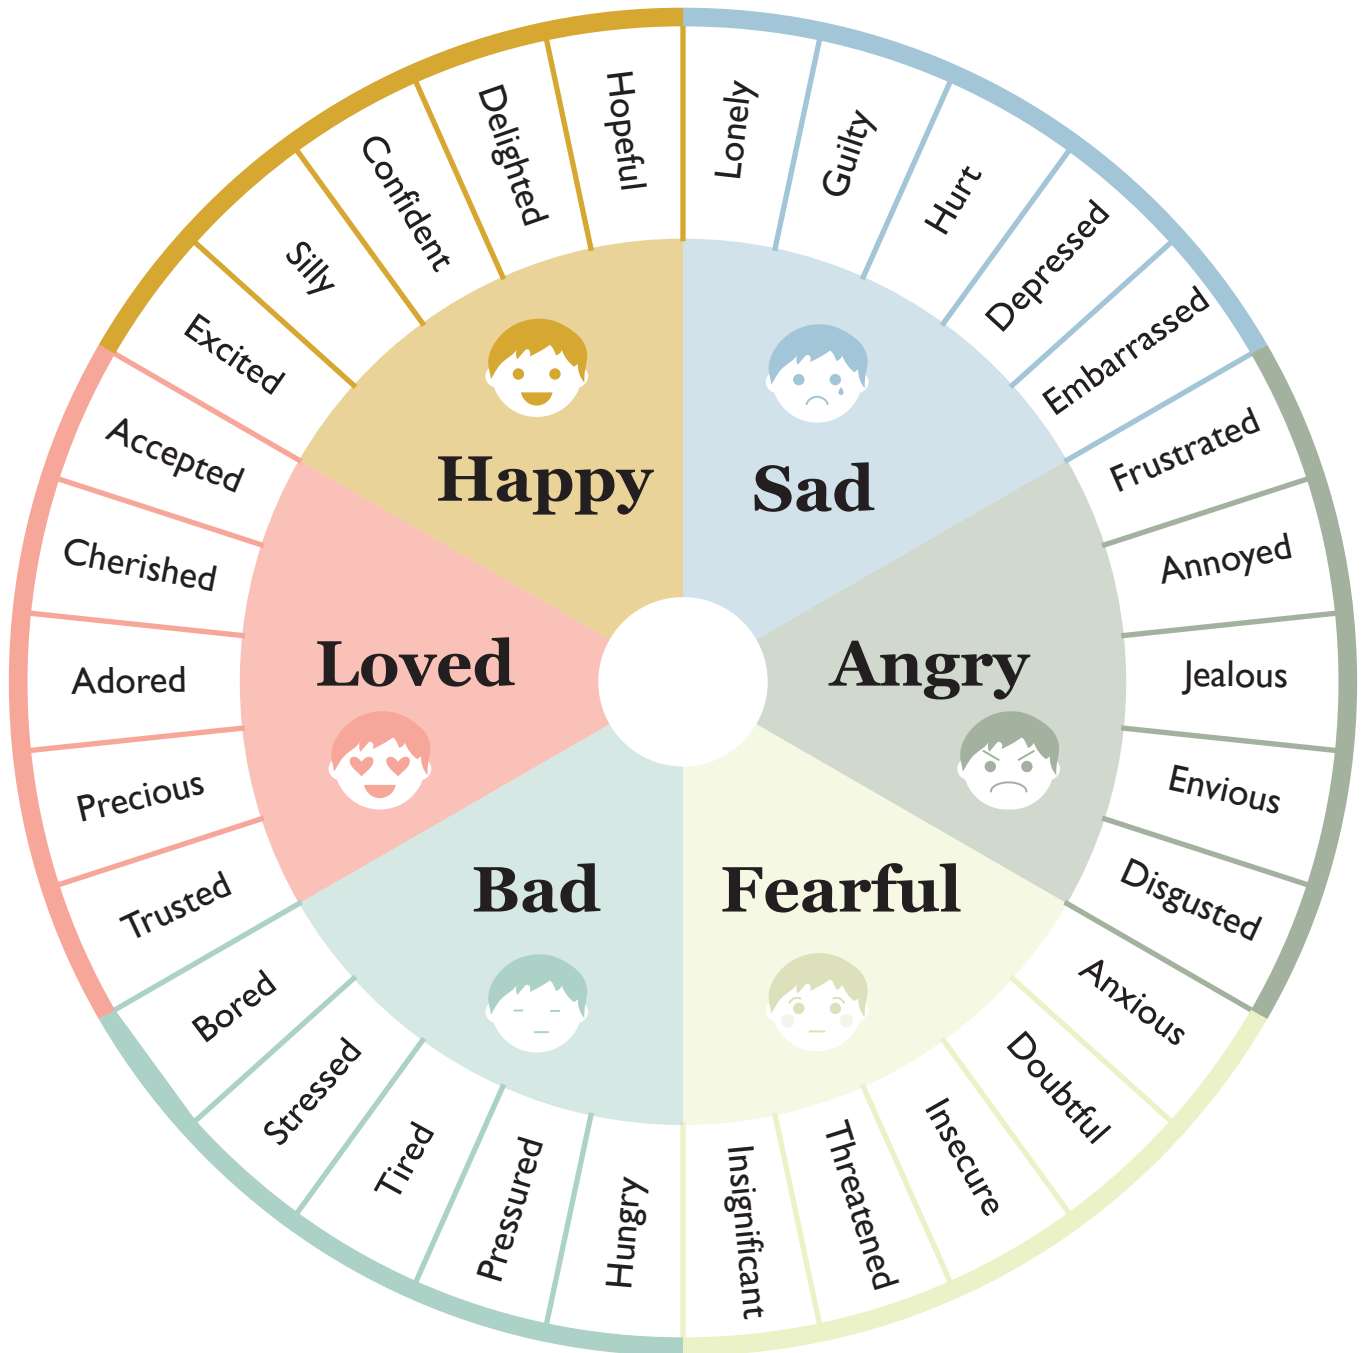 Happy
Sad
Angry
Fearful
Bad
Loved
Lonely
Guilty
Hurt
Depressed
Embarrassed
Frustrated
Annoyed
Jealous
Envious
Disgusted
Anxious
Doubtful
Insecure
Threatened
Insignificant
Hungry
Pressured
Tired
Stressed
Bored
Trusted
Precious
Adored
Cherished
Accepted
Excited
Silly
Confident
Delighted
Hopeful